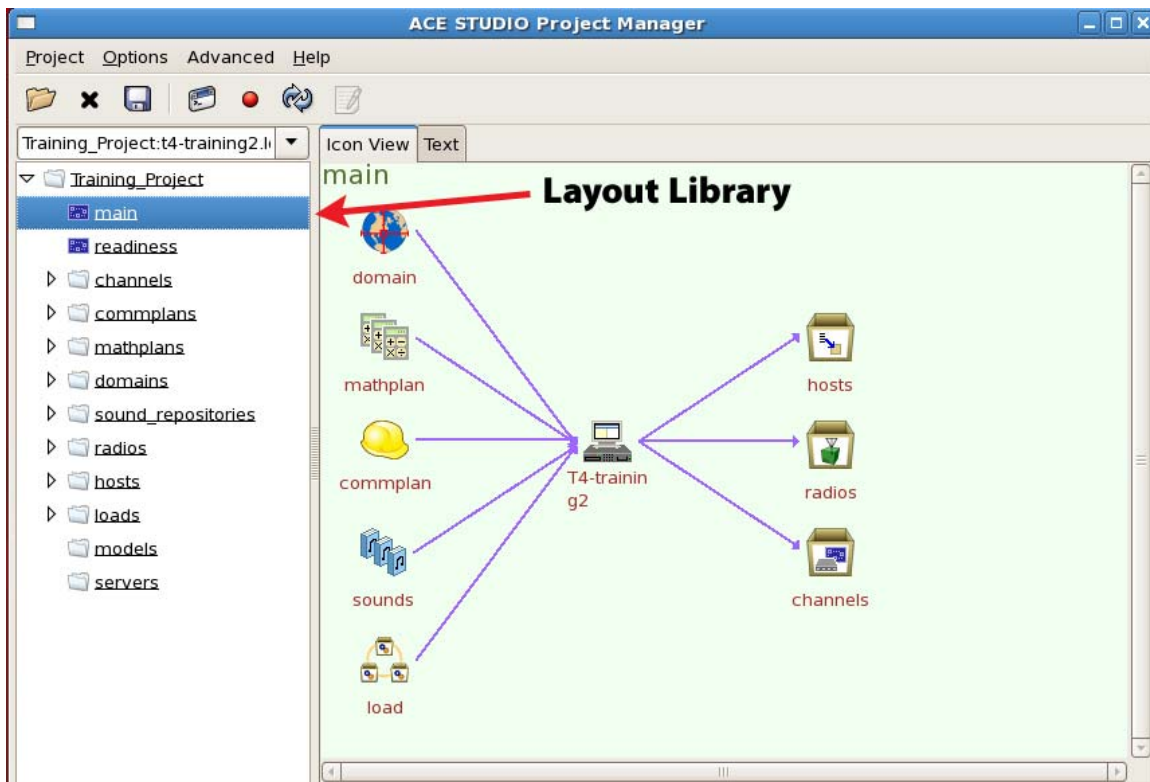 ACE STUDIO Project Manager
Project Options Advanced Help
Training_Project:t4-training2.l
Icon View Text
Training_Project
main
readiness
channels
commplans
mathplans
domains
sound_repositories
radios
hosts
loads
models
servers
main
Layout Library
domain
mathplan
commplan
sounds
load
T4-trainin
g2
hosts
radios
channels